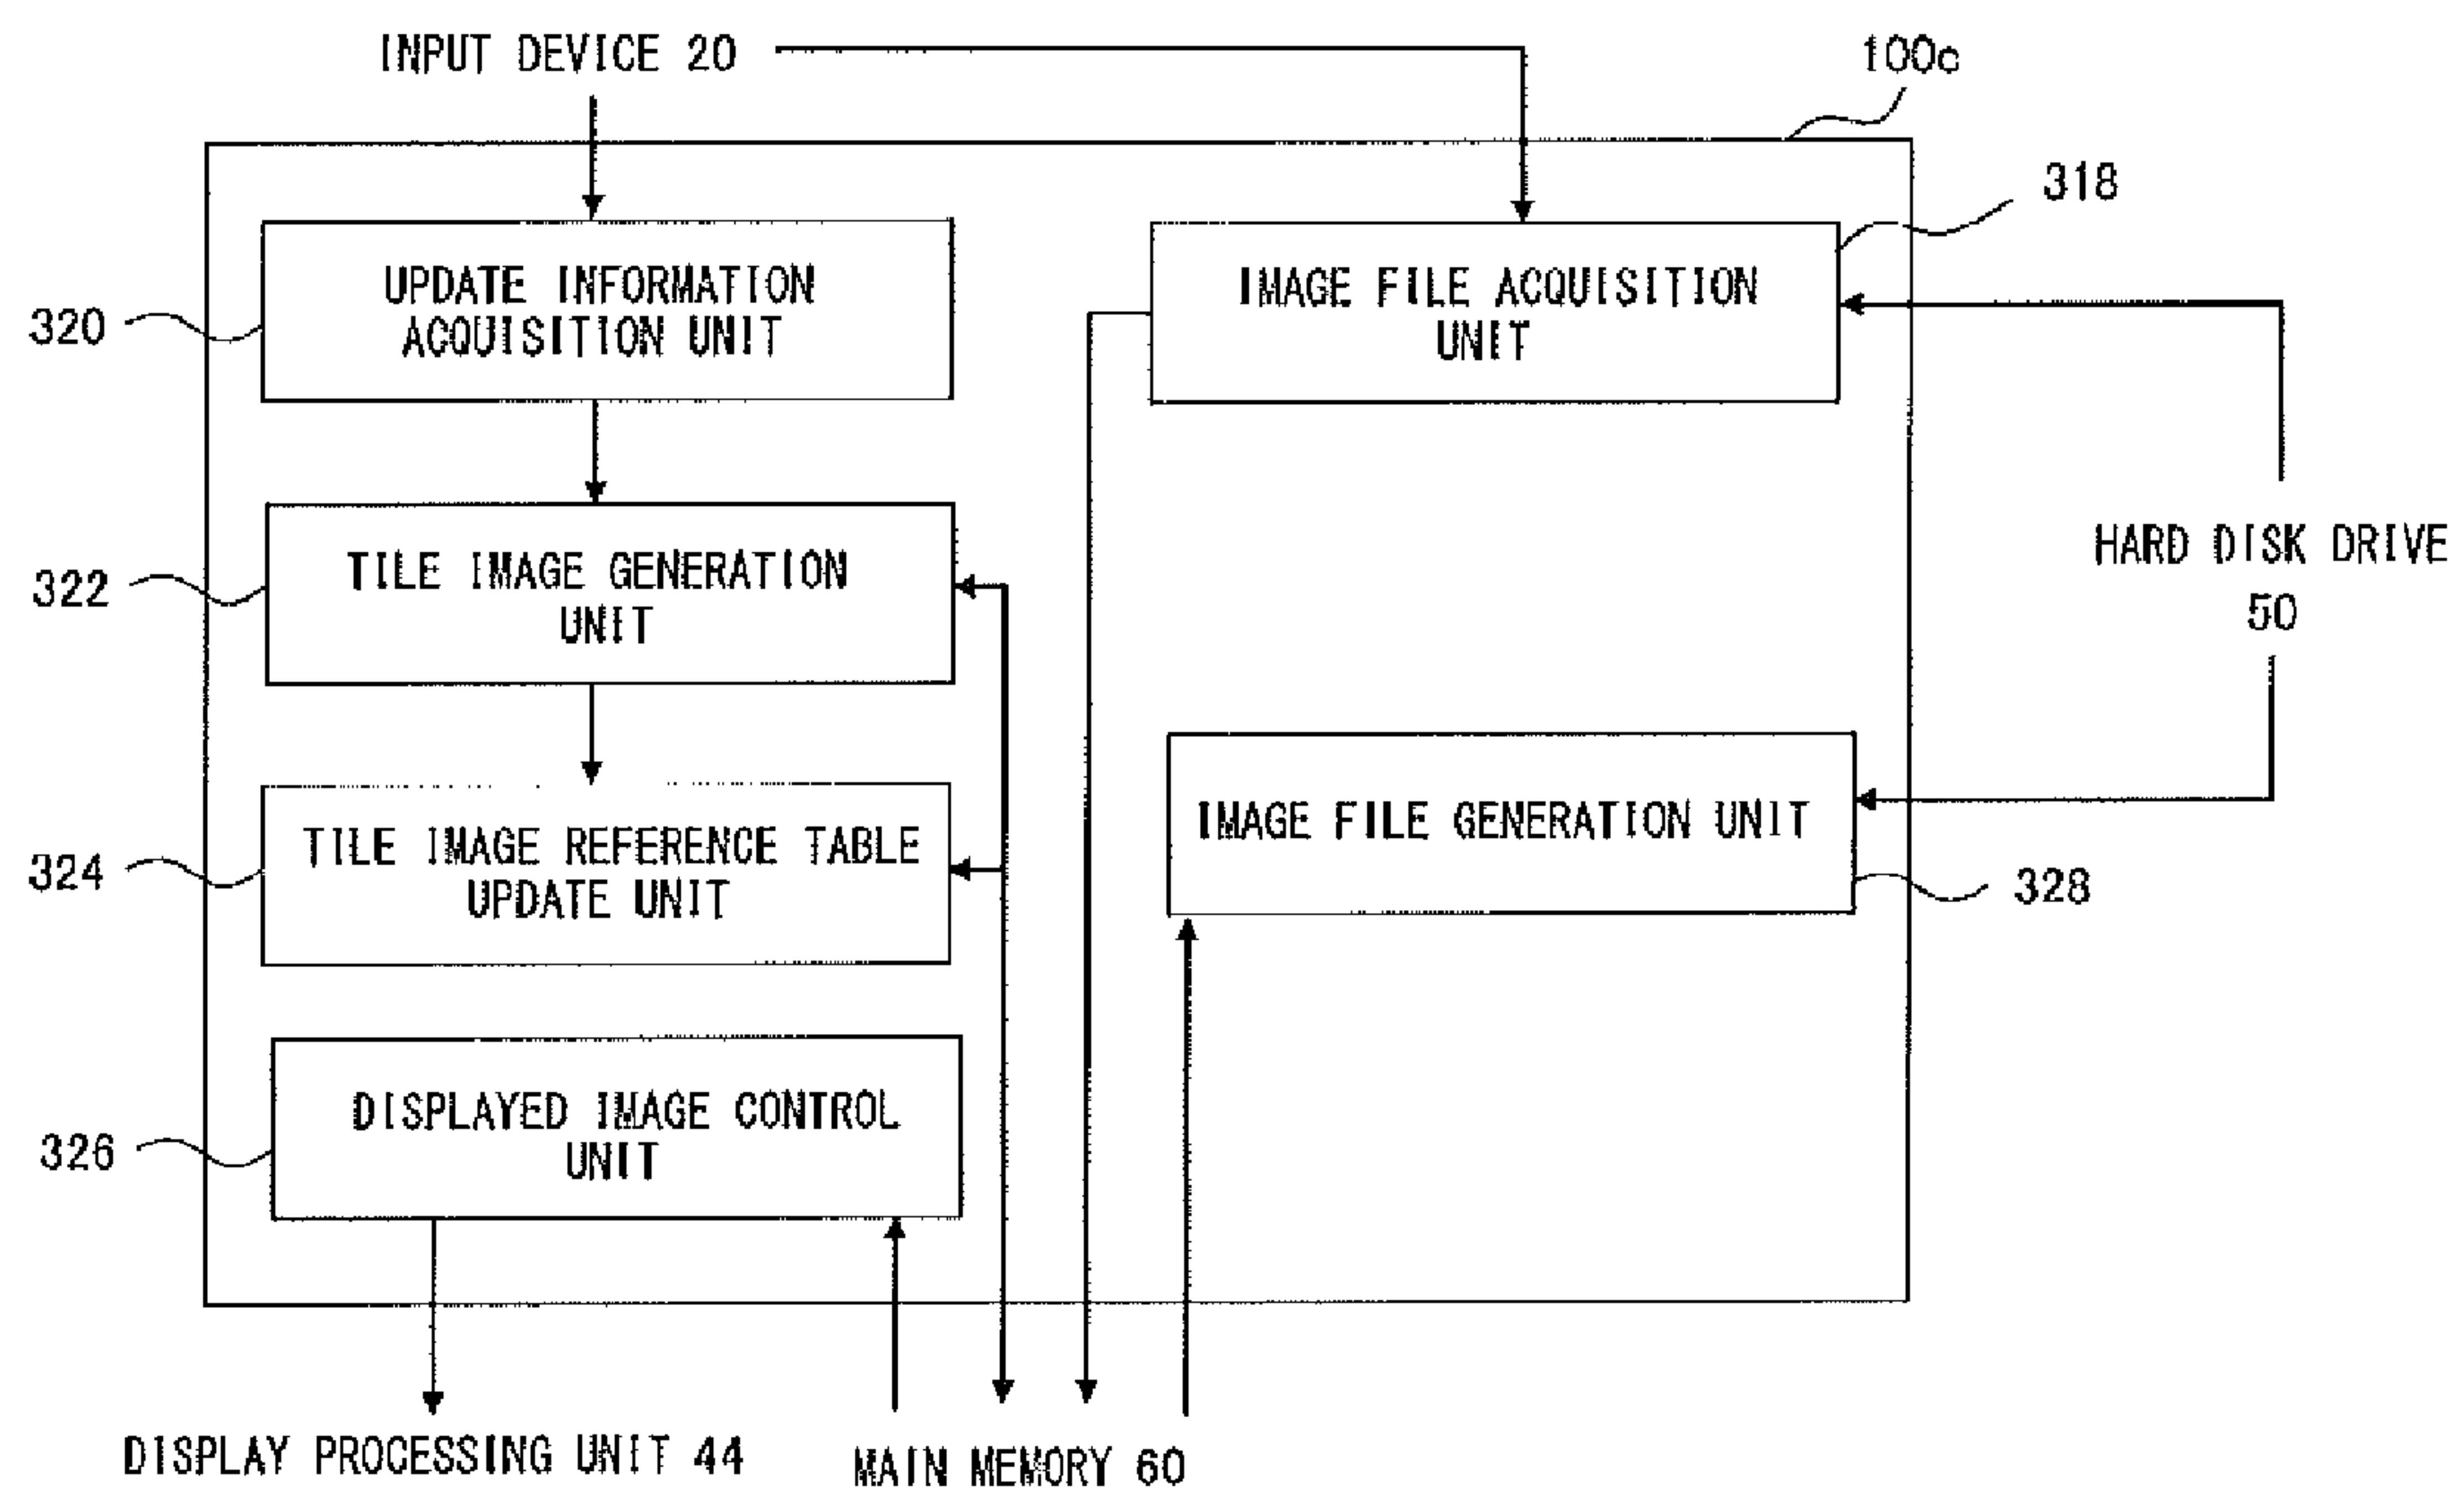 INPUT DEVICE 20
100c
318
UPDATE INFORMATION
ACQUISITION UNIT
320
IMAGE FILE ACQUISITION
UNIT
HARD DISK DRIVE
50
TILE IMAGE GENERATION
UNIT
322
IMAGE FILE GENERATION UNIT
328
TILE IMAGE REFERENCE TABLE
UPDATE UNIT
324
DISPLAYED IMAGE CONTROL
UNIT
326
DISPLAY PROCESSING UNIT 44
MAIN MEMORY 60